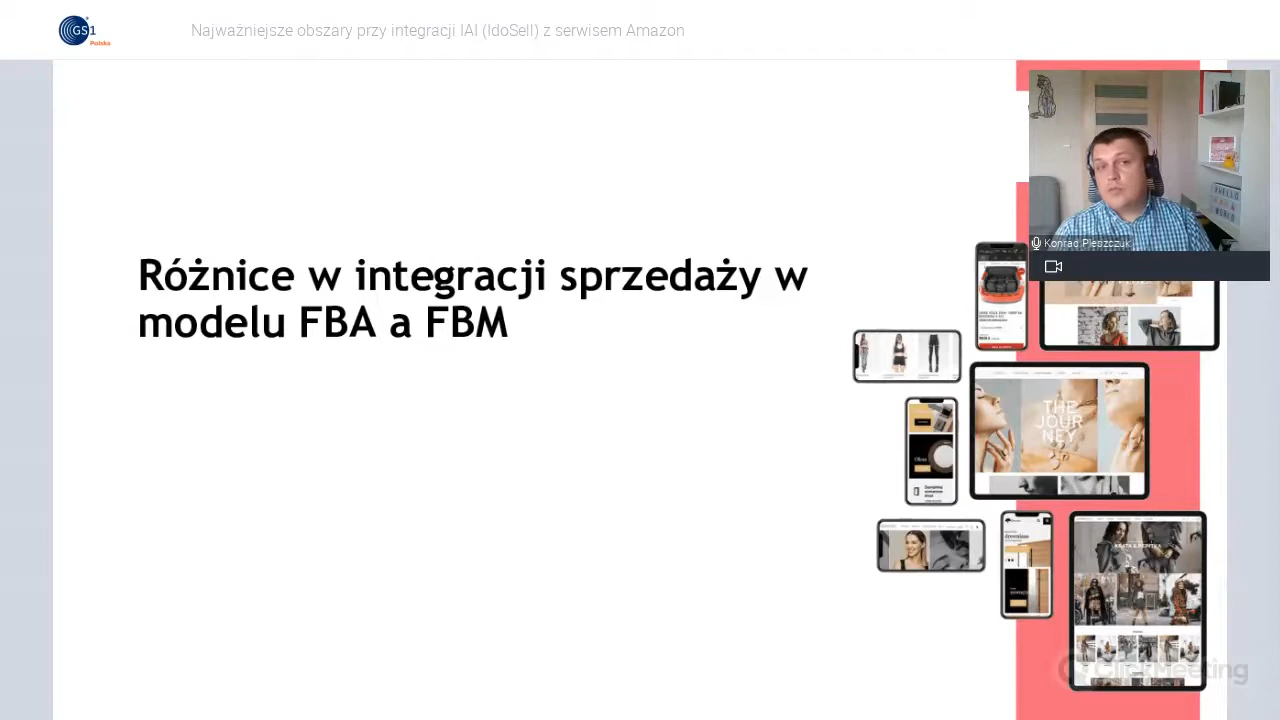 GS1
Polska
Najważniejsze obszary przy integracji IAI (IdoSell) z serwisem Amazon
Konrad Pleszczuk
Różnice w integracji sprzedaży w
modelu FBA a FBM
THE
JOUR
NEY
ClickMeeting